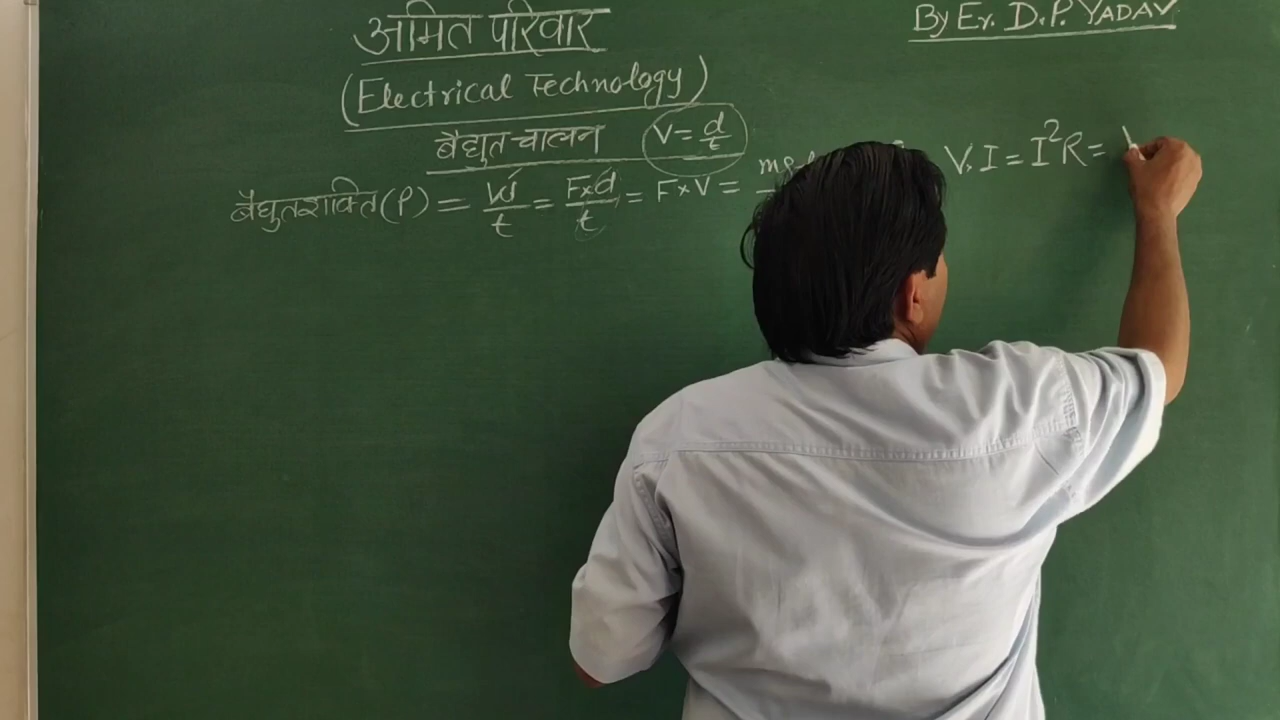 अमित परिवार
By Er. D.P. YADAV
(Electrical Technology)
बैद्युत-चालन
V = d/t
बैद्युतशक्ति (P) = W/t = F×d/t = F×V =
V.I = I²R =